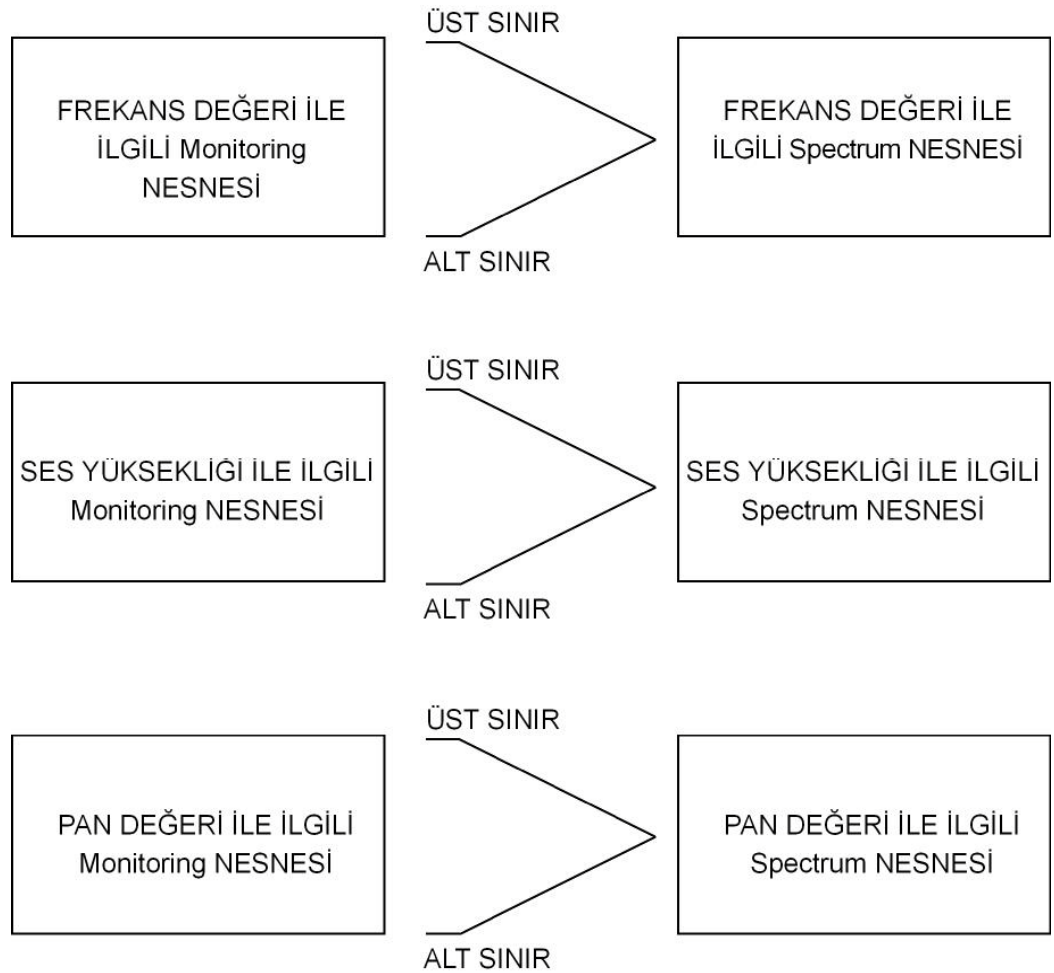 ÜST SINIR
FREKANS DEĞERİ İLE
İLGİLİ Monitoring
NESNESİ
FREKANS DEĞERİ İLE
İLGİLİ Spectrum NESNESİ
ALT SINIR
ÜST SINIR
SES YÜKSEKLİĞİ İLE İLGİLİ
Monitoring NESNESİ
SES YÜKSEKLİĞİ İLE İLGİLİ
Spectrum NESNESİ
ALT SINIR
ÜST SINIR
PAN DEĞERİ İLE İLGİLİ
Monitoring NESNESİ
PAN DEĞERİ İLE İLGİLİ
Spectrum NESNESİ
ALT SINIR